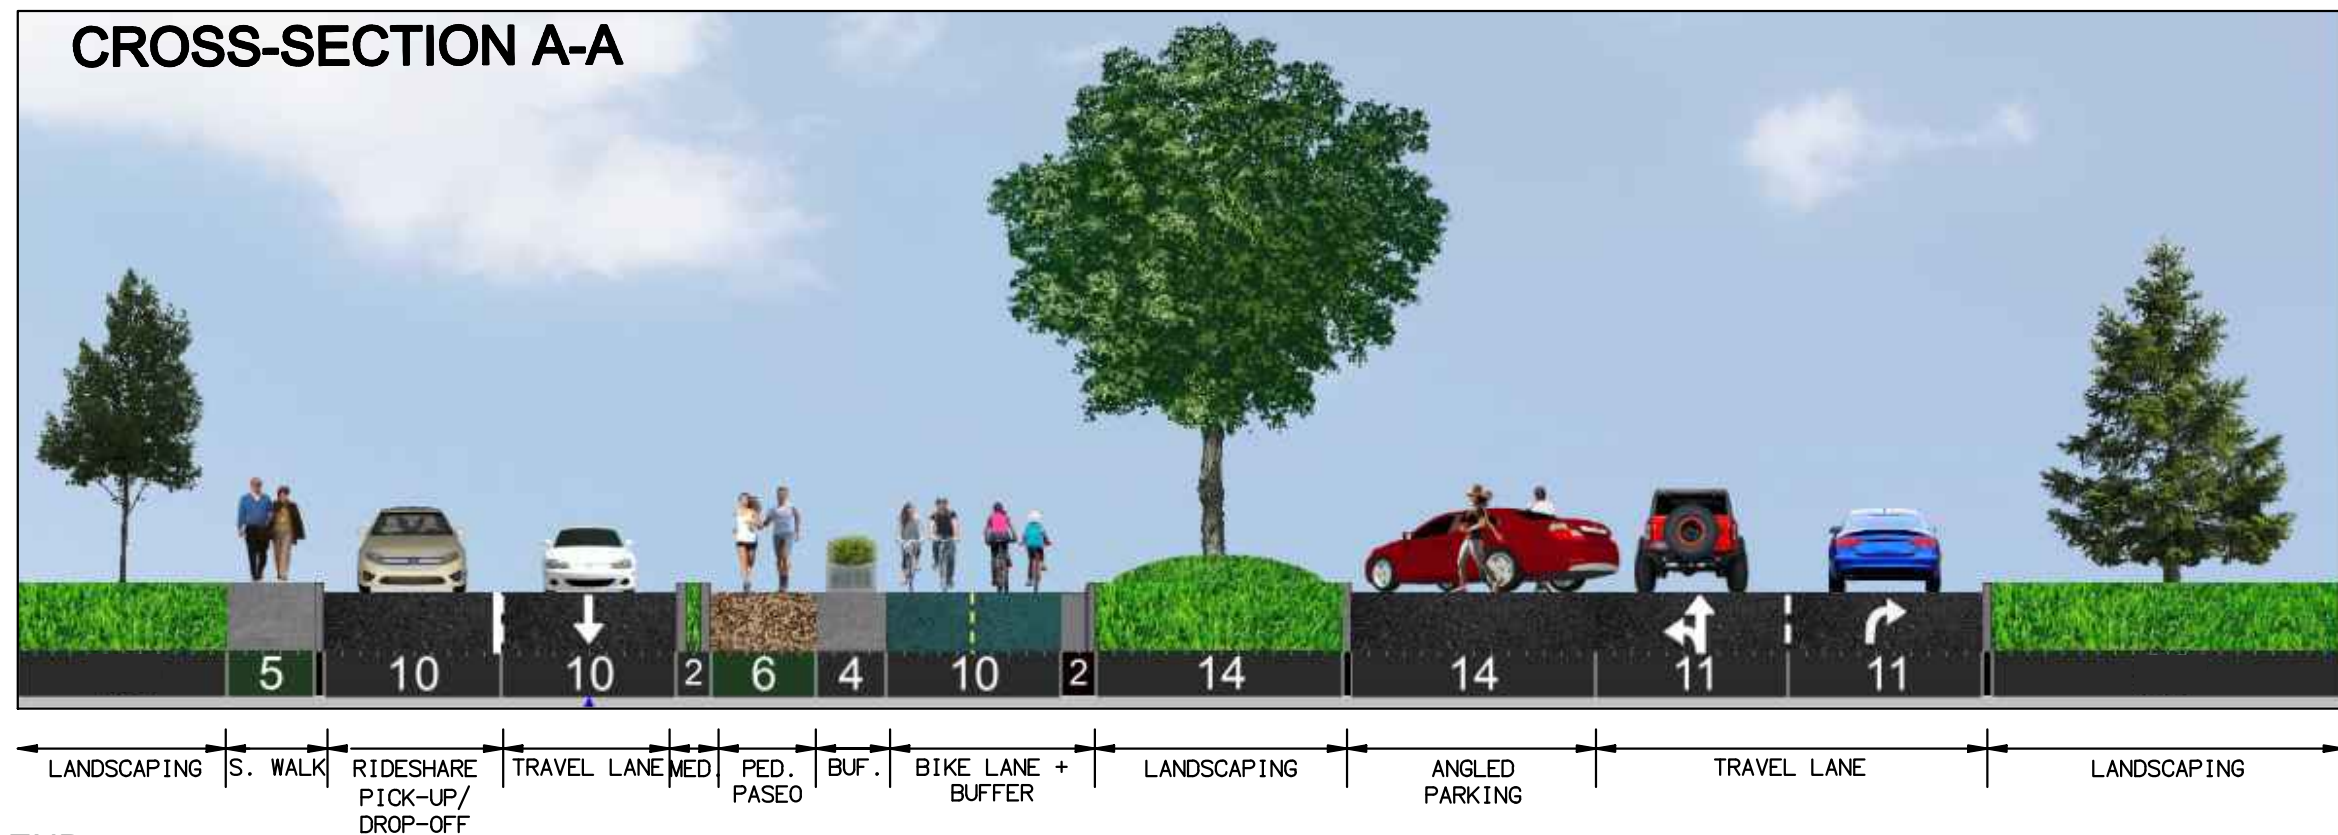 CROSS-SECTION A-A
5 10 10 2 6 4 10 2 14 14 11 11
LANDSCAPING
S. WALK
RIDESHARE
PICK-UP/
DROP-OFF
TRAVEL LANE
MED.
PED.
PASEO
BUF.
BIKE LANE +
BUFFER
LANDSCAPING
ANGLED
PARKING
TRAVEL LANE
LANDSCAPING